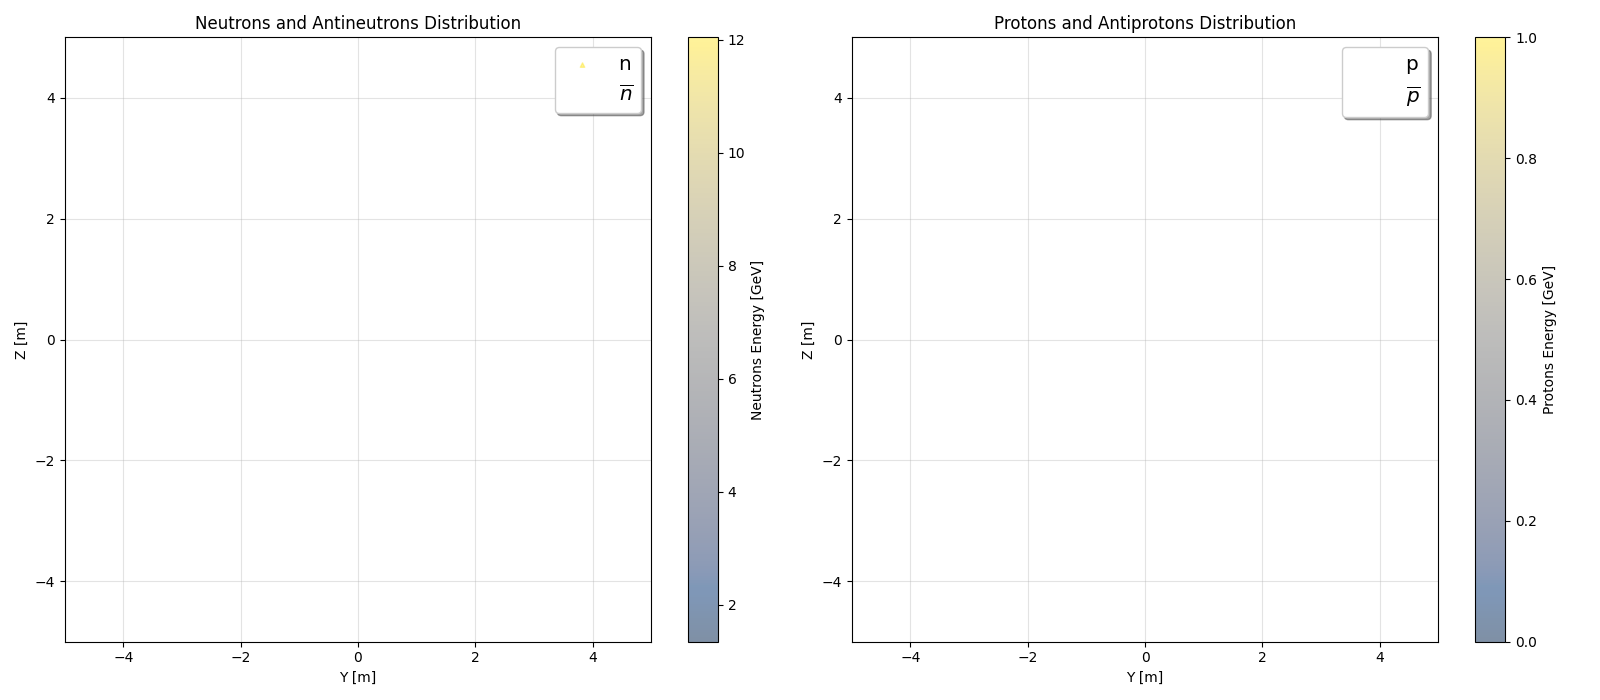 Neutrons and Antineutrons Distribution
n
n̅
4
2
0
−2
−4
Z [m]
−4 −2 0 2 4
Y [m]
12
10
8
6
4
2
Neutrons Energy [GeV]
Protons and Antiprotons Distribution
p
p̅
4
2
0
−2
−4
Z [m]
−4 −2 0 2 4
Y [m]
1.0
0.8
0.6
0.4
0.2
0.0
Protons Energy [GeV]